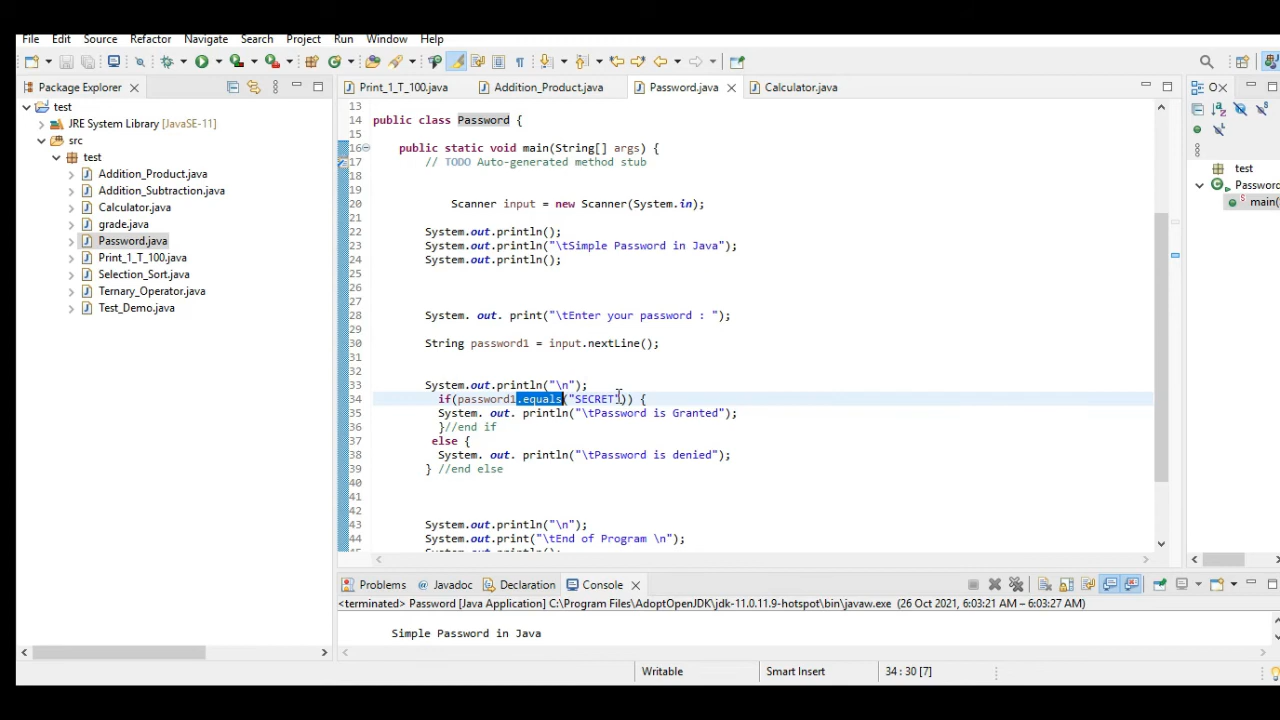 File Edit Source Refactor Navigate Search Project Run Window Help
Package Explorer
Print_1_T_100.java Addition_Product.java Password.java Calculator.java
test
JRE System Library [JavaSE-11]
src
test
Addition_Product.java
Addition_Subtraction.java
Calculator.java
grade.java
Password.java
Print_1_T_100.java
Selection_Sort.java
Ternary_Operator.java
Test_Demo.java
13
14 public class Password {
15
16 public static void main(String[] args) {
17 // TODO Auto-generated method stub
18
19
20 Scanner input = new Scanner(System.in);
21
22 System.out.println();
23 System.out.println("\tSimple Password in Java");
24 System.out.println();
25
26
27
28 System. out. print("\tEnter your password : ");
29
30 String password1 = input.nextLine();
31
32
33 System.out.println("\n");
34 if(password1.equals("SECRET")) {
35 System. out. println("\tPassword is Granted");
36 }//end if
37 else {
38 System. out. println("\tPassword is denied");
39 } //end else
40
41
42
43 System.out.println("\n");
44 System.out.print("\tEnd of Program \n");
test
Password
main(
Problems Javadoc Declaration Console
<terminated> Password [Java Application] C:\Program Files\AdoptOpenJDK\jdk-11.0.11.9-hotspot\bin\javaw.exe (26 Oct 2021, 6:03:21 AM – 6:03:27 AM)
Simple Password in Java
Writable Smart Insert 34 : 30 [7]